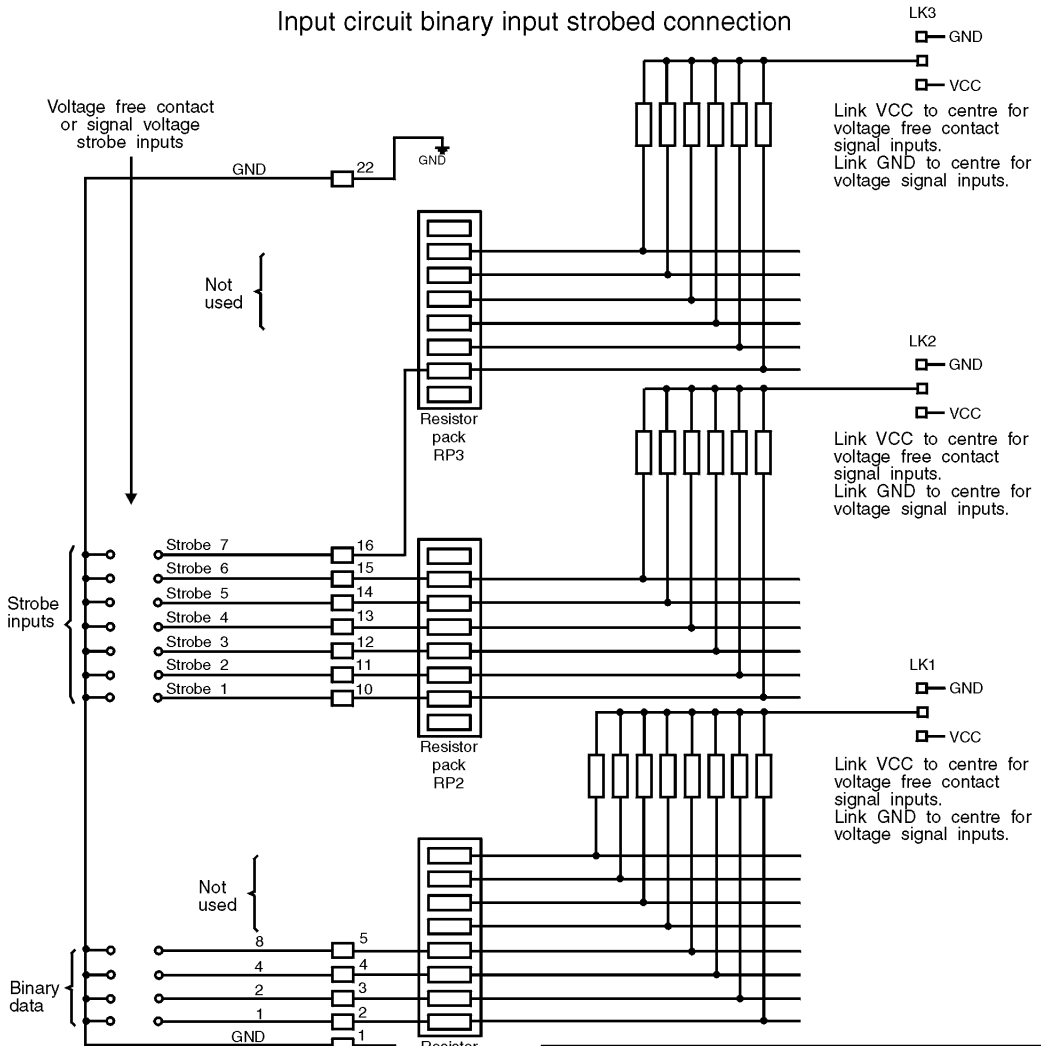 Input circuit binary input strobed connection
LK3
GND
VCC
Link VCC to centre for
voltage free contact
signal inputs.
Link GND to centre for
voltage signal inputs.
Voltage free contact
or signal voltage
strobe inputs
GND
22
GND
Not
used
Resistor
pack
RP3
LK2
GND
VCC
Link VCC to centre for
voltage free contact
signal inputs.
Link GND to centre for
voltage signal inputs.
Strobe
inputs
Strobe 7
16
Strobe 6
15
Strobe 5
14
Strobe 4
13
Strobe 3
12
Strobe 2
11
Strobe 1
10
Resistor
pack
RP2
LK1
GND
VCC
Link VCC to centre for
voltage free contact
signal inputs.
Link GND to centre for
voltage signal inputs.
Not
used
Binary
data
8
5
4
4
2
3
1
2
GND
1
Resistor